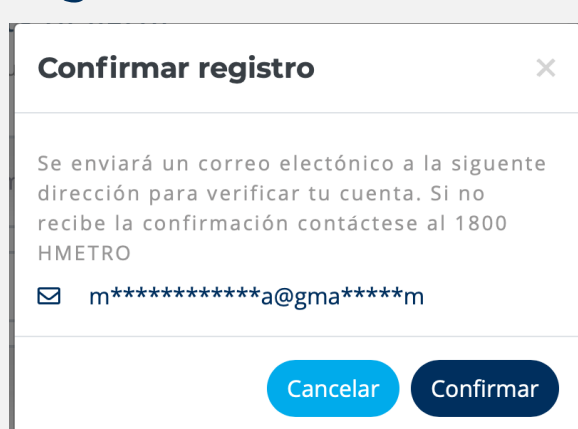 Confirmar registro
×
Se enviará un correo electónico a la siguente
dirección para verificar tu cuenta. Si no
recibe la confirmación contáctese al 1800
HMETRO
m************a@gma*****m
Cancelar Confirmar